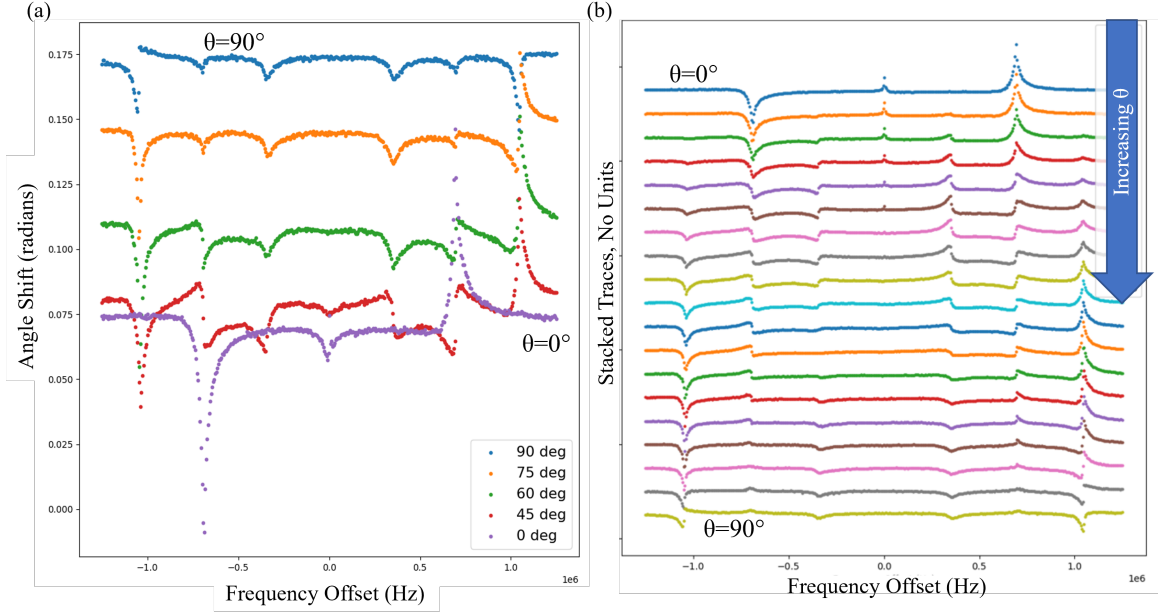 (a)
θ=90°
0.175
0.150
0.125
0.100
0.075
0.050
0.025
0.000
Angle Shift (radians)
θ=0°
90 deg
75 deg
60 deg
45 deg
0 deg
−1.0
−0.5
0.0
0.5
1.0
1e6
Frequency Offset (Hz)
(b)
θ=0°
Increasing θ
Stacked Traces, No Units
θ=90°
−1.0
−0.5
0.0
0.5
1.0
1e6
Frequency Offset (Hz)